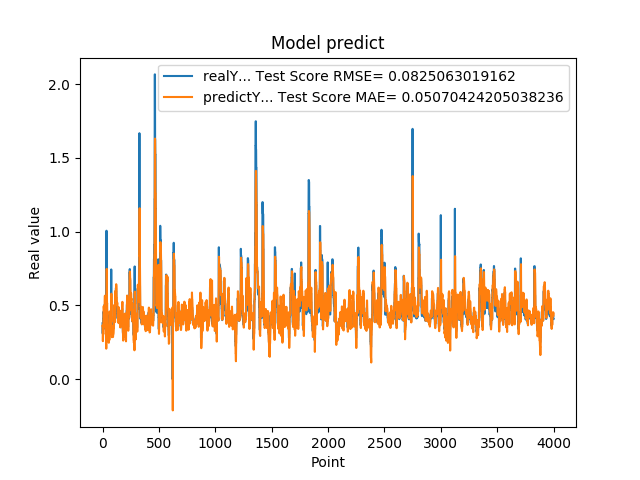 Model predict
realY... Test Score RMSE= 0.0825063019162
predictY... Test Score MAE= 0.05070424205038236
2.0
1.5
1.0
0.5
0.0
Real value
0 500 1000 1500 2000 2500 3000 3500 4000
Point